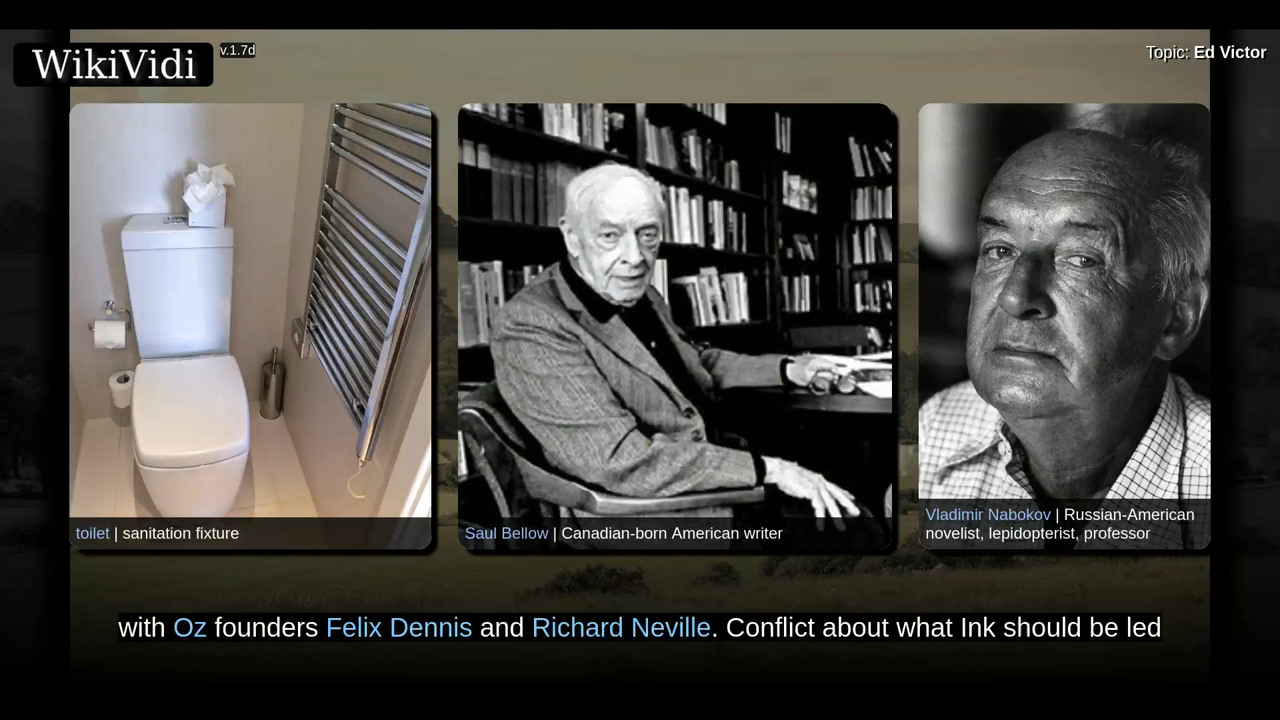 WikiVidi
v.1.7d
Topic: Ed Victor
toilet | sanitation fixture
Saul Bellow | Canadian-born American writer
Vladimir Nabokov | Russian-American
novelist, lepidopterist, professor
with Oz founders Felix Dennis and Richard Neville. Conflict about what Ink should be led